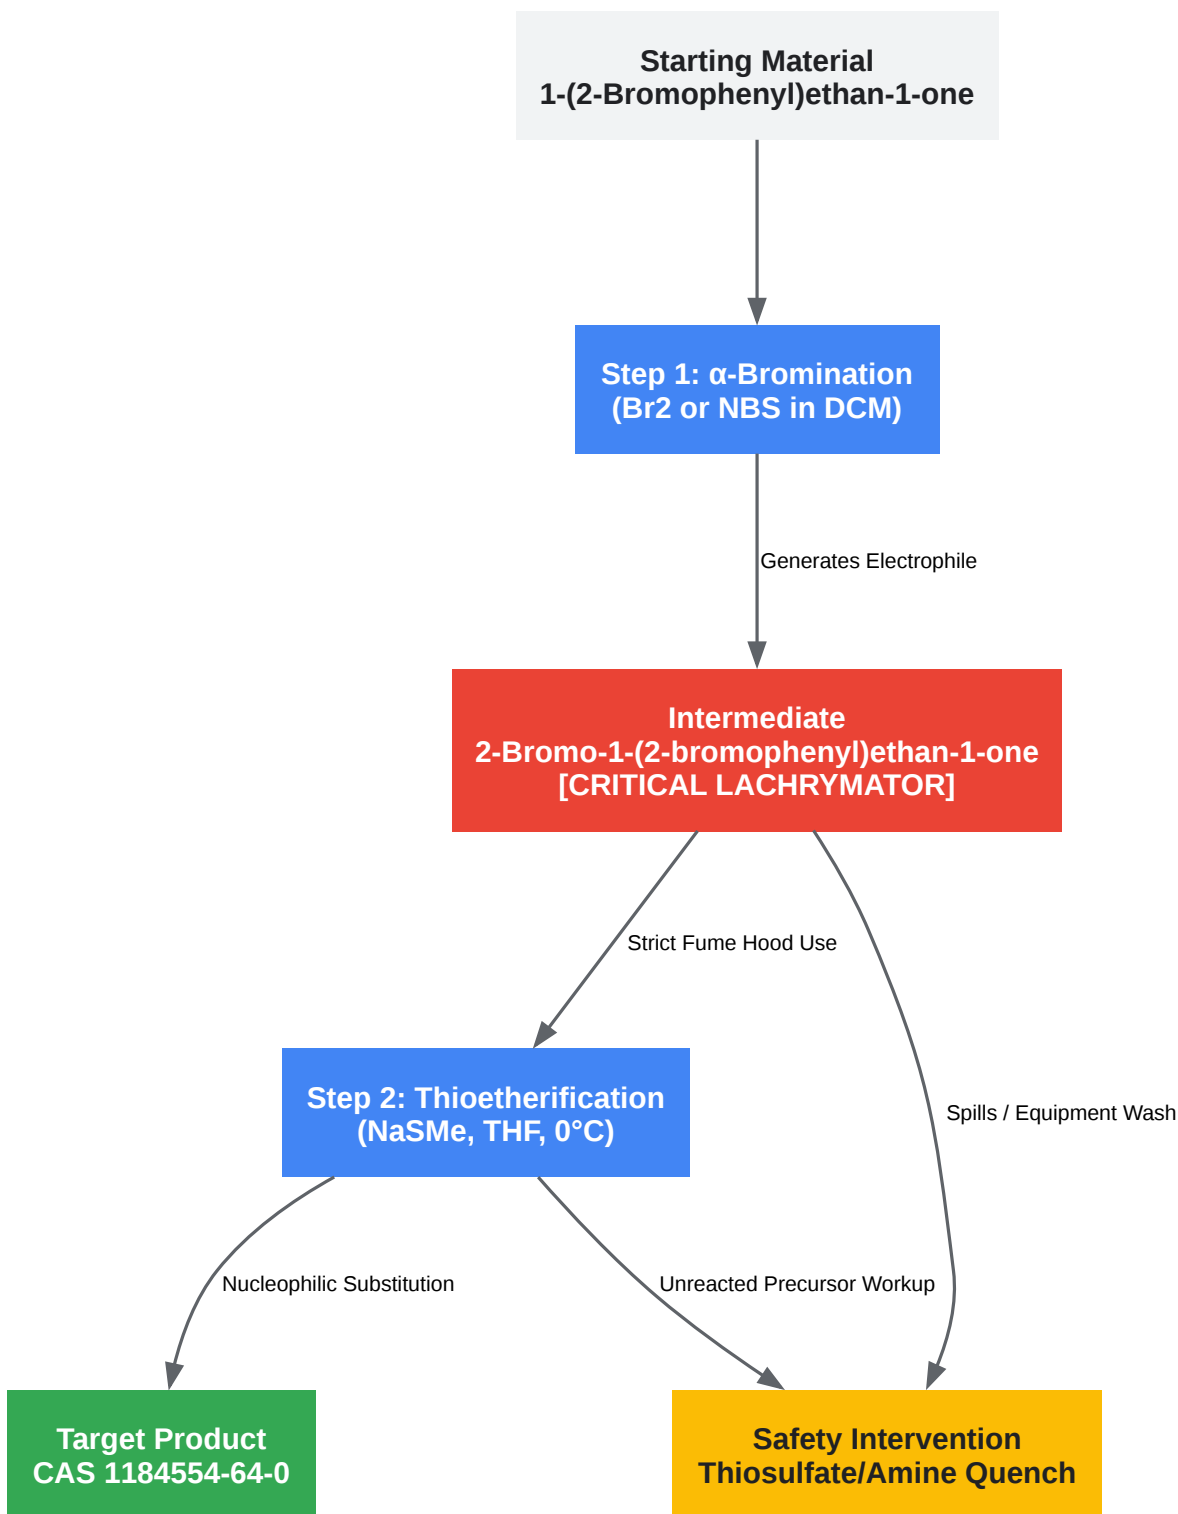 Starting Material
1-(2-Bromophenyl)ethan-1-one
Step 1: α-Bromination
(Br2 or NBS in DCM)
Generates Electrophile
Intermediate
2-Bromo-1-(2-bromophenyl)ethan-1-one
[CRITICAL LACHRYMATOR]
Strict Fume Hood Use
Step 2: Thioetherification
(NaSMe, THF, 0°C)
Spills / Equipment Wash
Nucleophilic Substitution
Unreacted Precursor Workup
Target Product
CAS 1184554-64-0
Safety Intervention
Thiosulfate/Amine Quench